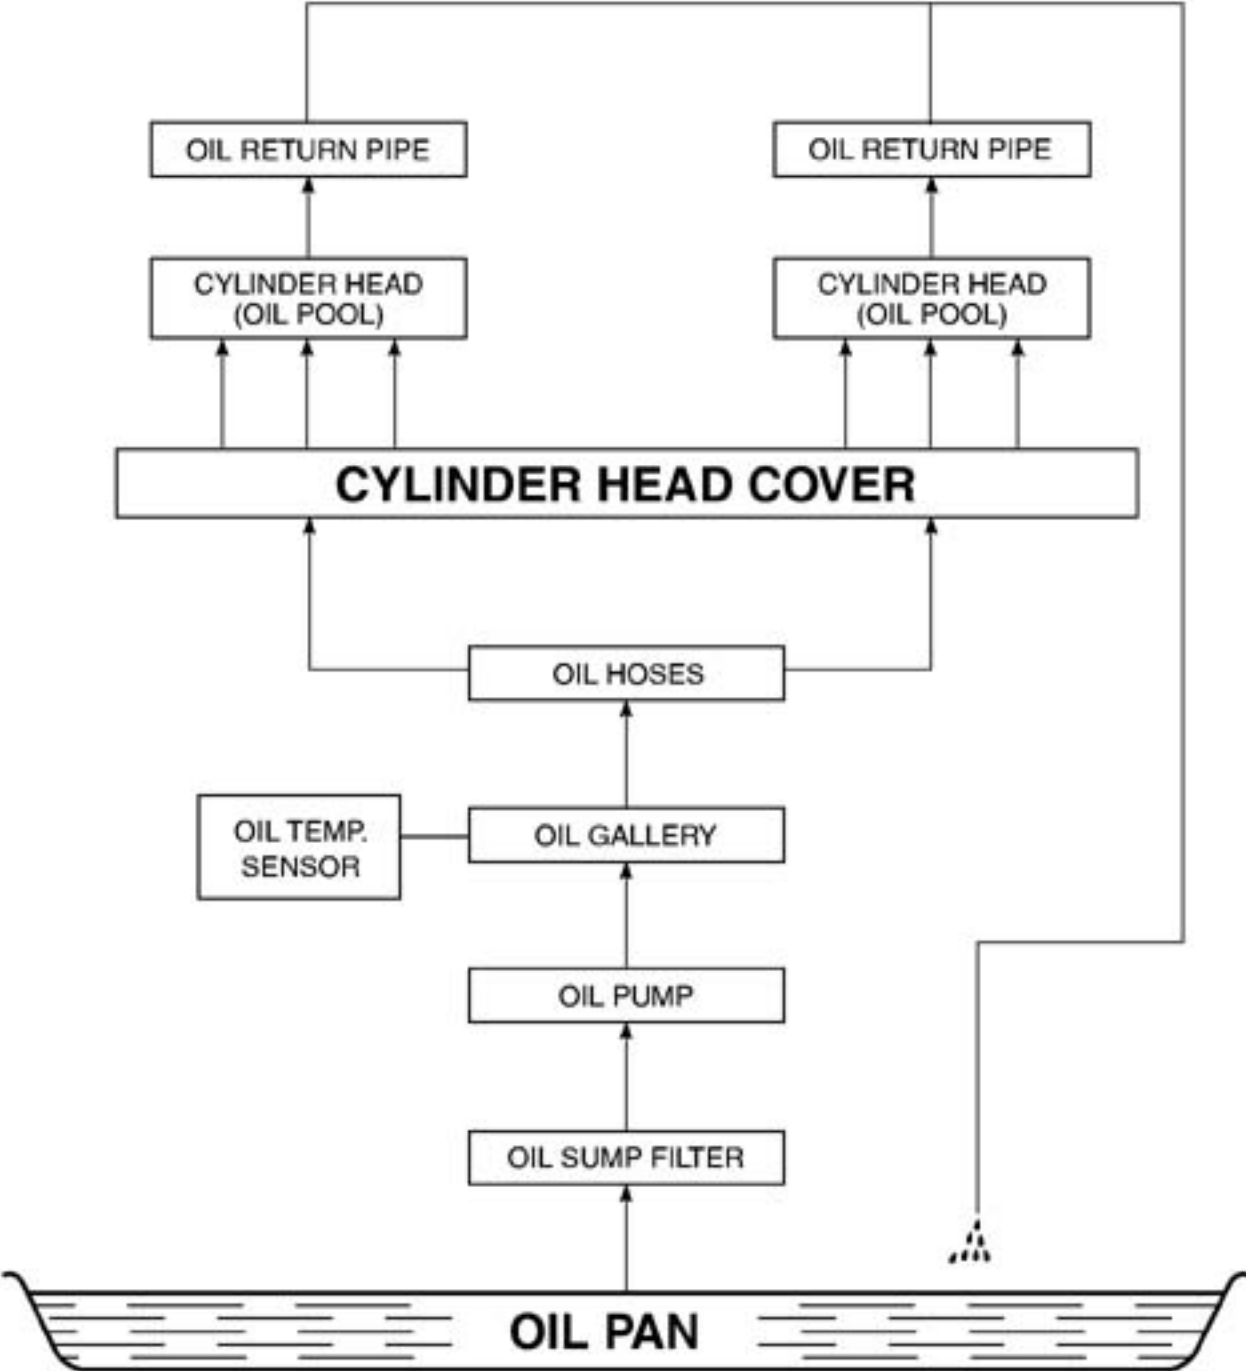 OIL RETURN PIPE
OIL RETURN PIPE
CYLINDER HEAD
(OIL POOL)
CYLINDER HEAD
(OIL POOL)
CYLINDER HEAD COVER
OIL HOSES
OIL TEMP.
SENSOR
OIL GALLERY
OIL PUMP
OIL SUMP FILTER
OIL PAN